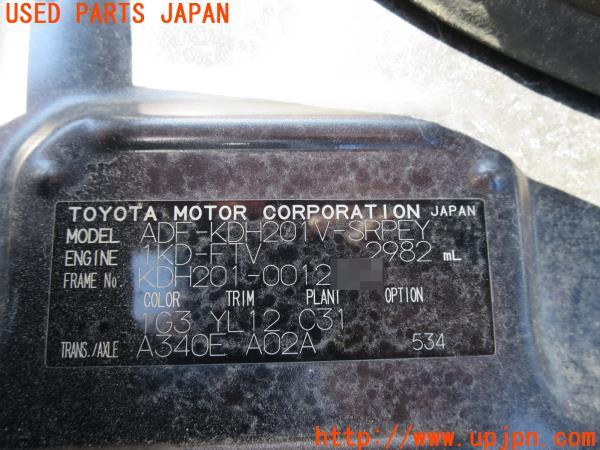 USED PARTS JAPAN
TOYOTA MOTOR CORPORATION JAPAN
MODEL ADF-KDH201V-SRPEY
ENGINE 1KD-FTV 2982 mL
FRAME No. KDH201-0012
COLOR TRIM PLANT OPTION
1G3 YL12 C31
TRANS./AXLE A340E A02A 534
http://www.upjpn.com/